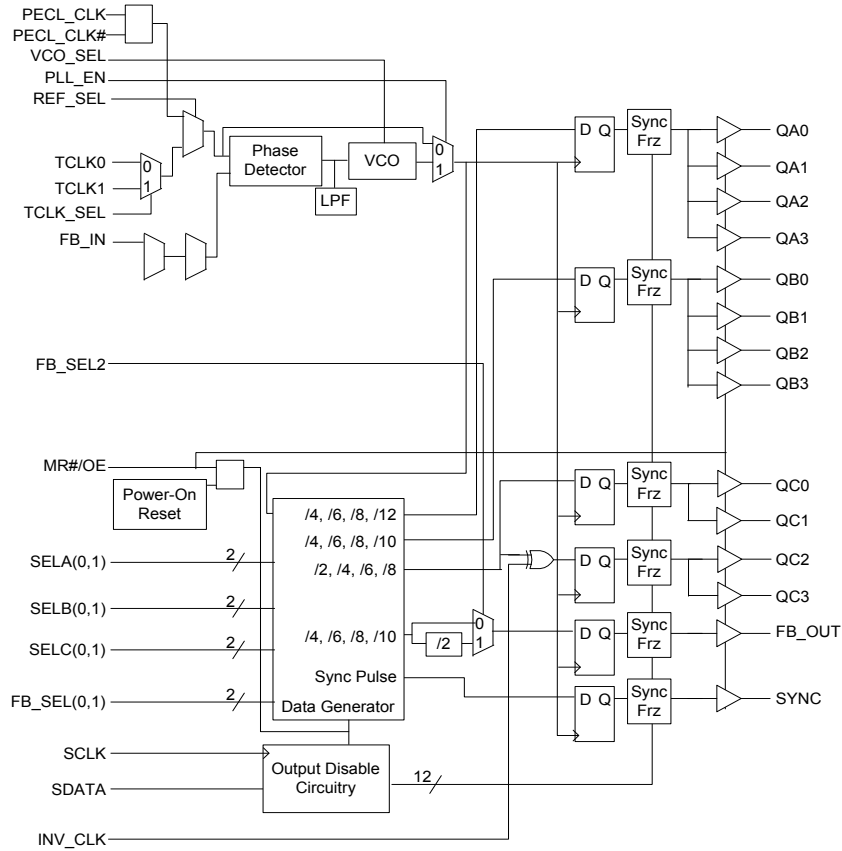 PECL_CLK
PECL_CLK#
VCO_SEL
PLL_EN
REF_SEL
TCLK0
TCLK1
TCLK_SEL
FB_IN
0
1
Phase
Detector
LPF
VCO
0
1
D Q
Sync
Frz
QA0
QA1
QA2
QA3
D Q
Sync
Frz
QB0
QB1
QB2
QB3
FB_SEL2
MR#/OE
Power-On
Reset
SELA(0,1)
2
SELB(0,1)
2
SELC(0,1)
2
FB_SEL(0,1)
2
/4, /6, /8, /12
/4, /6, /8, /10
/2, /4, /6, /8
/4, /6, /8, /10
/2
0
1
Sync Pulse
Data Generator
D Q
Sync
Frz
QC0
QC1
D Q
Sync
Frz
QC2
QC3
D Q
Sync
Frz
FB_OUT
D Q
Sync
Frz
SYNC
SCLK
SDATA
Output Disable
Circuitry
12
INV_CLK